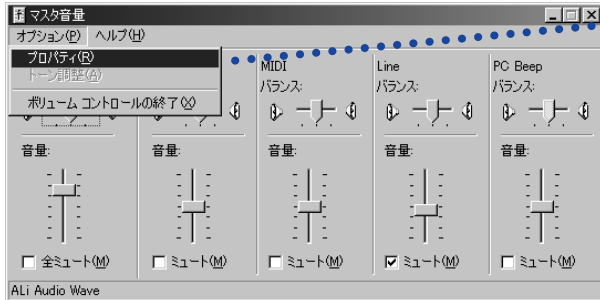 マスタ音量
オプション(P) ヘルプ(H)
プロパティ(R)
トーン調整(A)
ボリューム コントロールの終了(X)
MIDI
Line
PC Beep
バランス:
バランス:
バランス:
音量:
音量:
音量:
音量:
音量:
全ミュート(M)
ミュート(M)
ミュート(M)
ミュート(M)
ミュート(M)
ALi Audio Wave